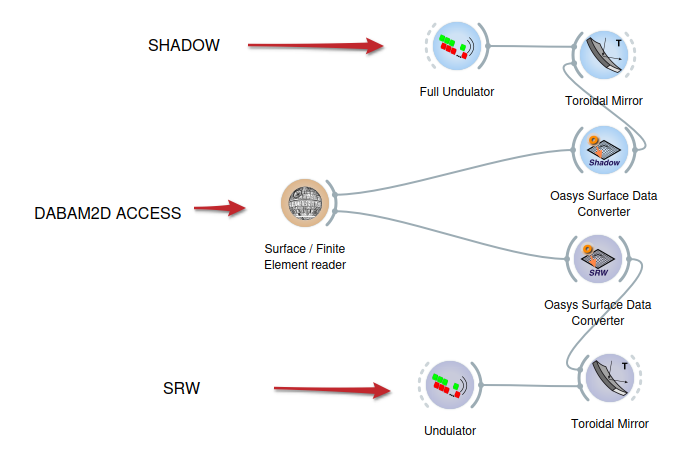 SHADOW
Full Undulator
T
Toroidal Mirror
Shadow
Oasys Surface Data
Converter
DABAM2D ACCESS
Surface / Finite
Element reader
SRW
Oasys Surface Data
Converter
SRW
Undulator
T
Toroidal Mirror